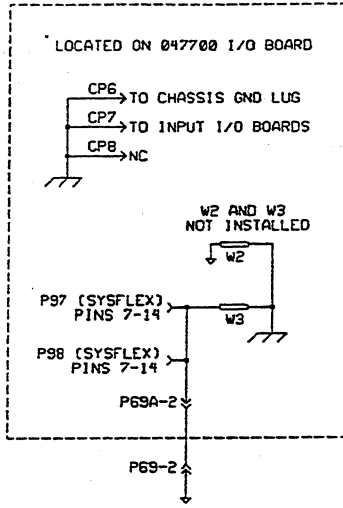 LOCATED ON 047700 I/O BOARD
CP6
TO CHASSIS GND LUG
CP7
TO INPUT I/O BOARDS
CP8
NC
W2 AND W3
NOT INSTALLED
W2
P97 (SYSFLEX)
PINS 7-14
W3
P98 (SYSFLEX)
PINS 7-14
P69A-2
P69-2